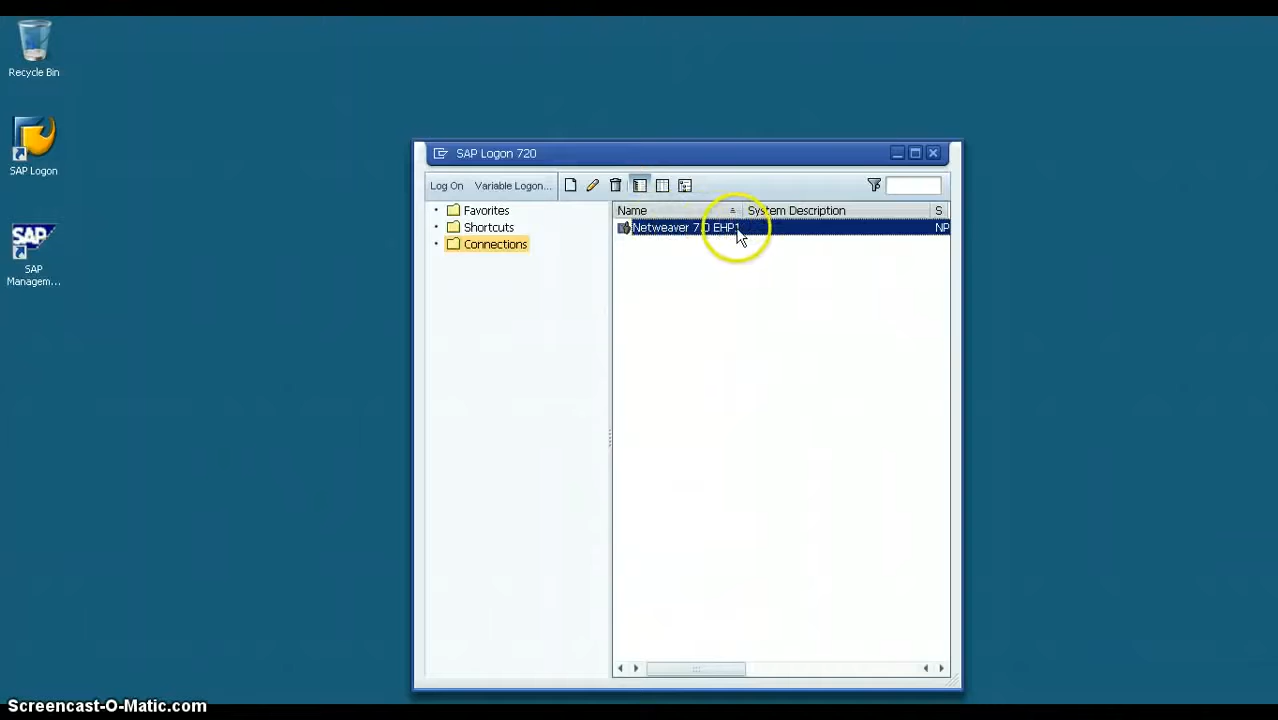 Recycle Bin
SAP Logon
SAP
SAP
Managem...
SAP Logon 720
Log On
Variable Logon...
Favorites
Shortcuts
Connections
Name
System Description
S
Netweaver 7.0 EHP1
NP
Screencast-O-Matic.com